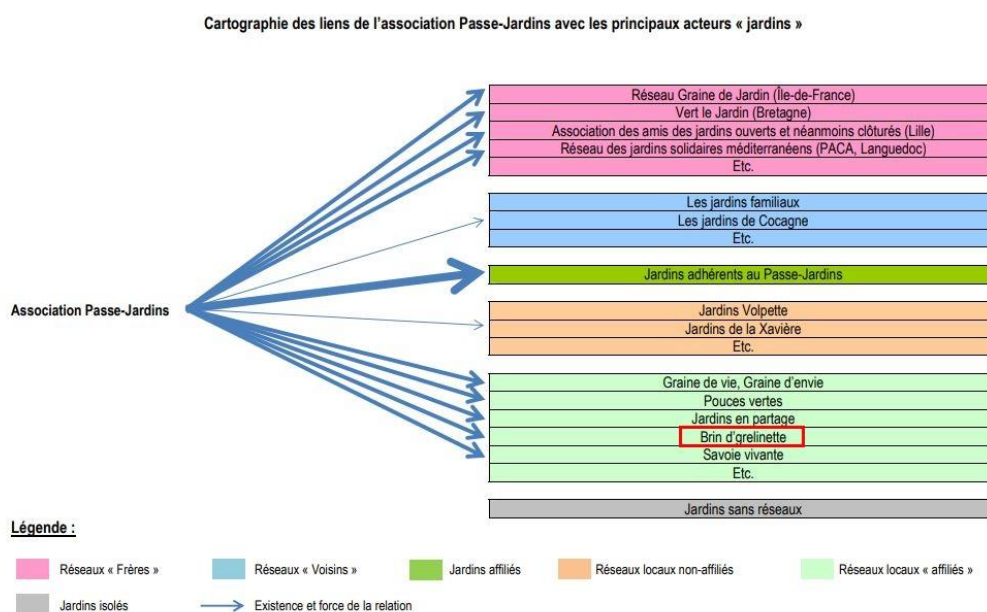 Cartographie des liens de l'association Passe-Jardins avec les principaux acteurs « jardins »
Réseau Graine de Jardin (Île-de-France)
Vert le Jardin (Bretagne)
Association des amis des jardins ouverts et néanmoins clôturés (Lille)
Réseau des jardins solidaires méditerranéens (PACA, Languedoc)
Etc.
Les jardins familiaux
Les jardins de Cocagne
Etc.
Jardins adhérents au Passe-Jardins
Association Passe-Jardins
Jardins Volpette
Jardins de la Xavière
Etc.
Graine de vie, Graine d'envie
Pouces vertes
Jardins en partage
Brin d'grelinette
Savoie vivante
Etc.
Jardins sans réseaux
Légende :
Réseaux « Frères »
Réseaux « Voisins »
Jardins affiliés
Réseaux locaux non-affiliés
Réseaux locaux « affiliés »
Jardins isolés
Existence et force de la relation